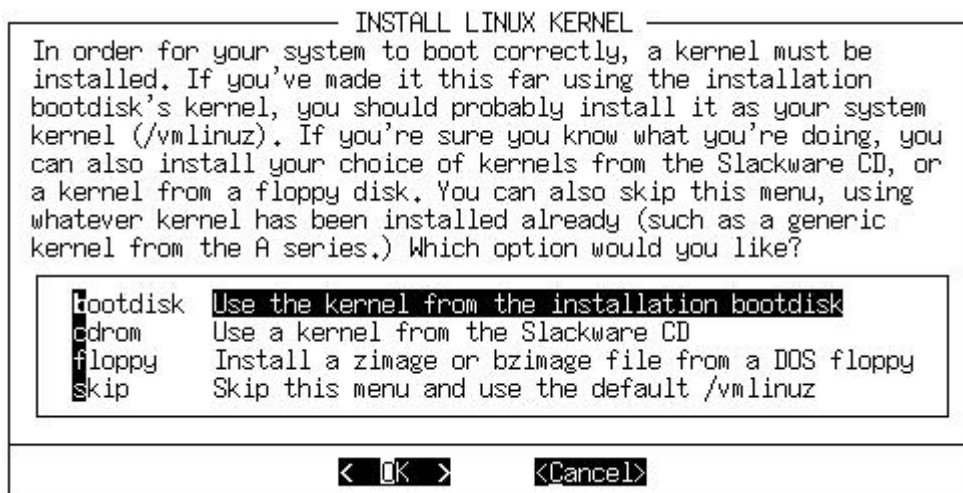 INSTALL LINUX KERNEL
In order for your system to boot correctly, a kernel must be
installed. If you've made it this far using the installation
bootdisk's kernel, you should probably install it as your system
kernel (/vmlinuz). If you're sure you know what you're doing, you
can also install your choice of kernels from the Slackware CD, or
a kernel from a floppy disk. You can also skip this menu, using
whatever kernel has been installed already (such as a generic
kernel from the A series.) Which option would you like?
bootdisk Use the kernel from the installation bootdisk
cdrom Use a kernel from the Slackware CD
floppy Install a zimage or bzimage file from a DOS floppy
skip Skip this menu and use the default /vmlinuz
< OK > <Cancel>